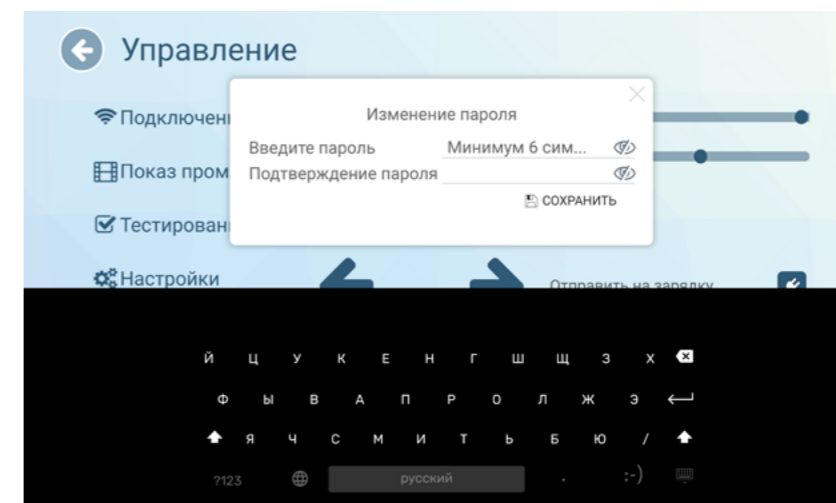 Управление
Изменение пароля
Подключен
Введите пароль Минимум 6 сим...
Показ пром
Подтверждение пароля
СОХРАНИТЬ
Тестирован
Настройки
Отправить на зарядку
Й Ц У К Е Н Г Ш Щ З Х
Ф Ы В А П Р О Л Ж Э
Я Ч С М И Т Ь Б Ю /
?123 русский . :-)